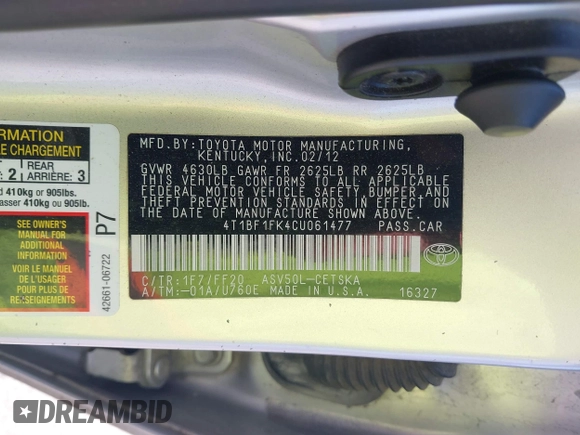 FORMATION
E CHARGEMENT
T 2 REAR
ARRIÈRE: 3
d 410kg or 905lbs.
asser 410kg ou 905lb.
SEE OWNER'S
MANUAL FOR
ADDITIONAL
INFORMATION
VOIR LE MANUEL
DE L'USAGER
POUR PLUS DE
RENSEIGNEMENTS
P7
42661-06722
MFD.BY:TOYOTA MOTOR MANUFACTURING,
KENTUCKY,INC.02/12
GVWR 4630LB GAWR FR 2625LB RR 2625LB
THIS VEHICLE CONFORMS TO ALL APPLICABLE
FEDERAL MOTOR VEHICLE SAFETY,BUMPER AND
THEFT PREVENTION STANDARDS IN EFFECT ON
THE DATE OF MANUFACTURE SHOWN ABOVE.
4T1BF1FK4CU061477 PASS.CAR
C/TR:1F7/FF20 ASV50L-CETSKA
A/TM:-01A/U760E MADE IN U.S.A. 16327
DREAMBID